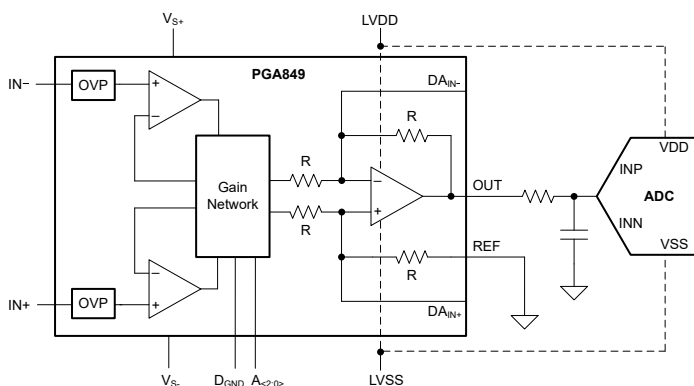 VS+
LVDD
PGA849
IN−
OVP
+
−
DAIN−
R
VDD
Gain
Network
R
−
OUT
INP
ADC
R
+
INN
VSS
−
REF
R
IN+
OVP
+
DAIN+
VS-
DGND
A<2:0>
LVSS